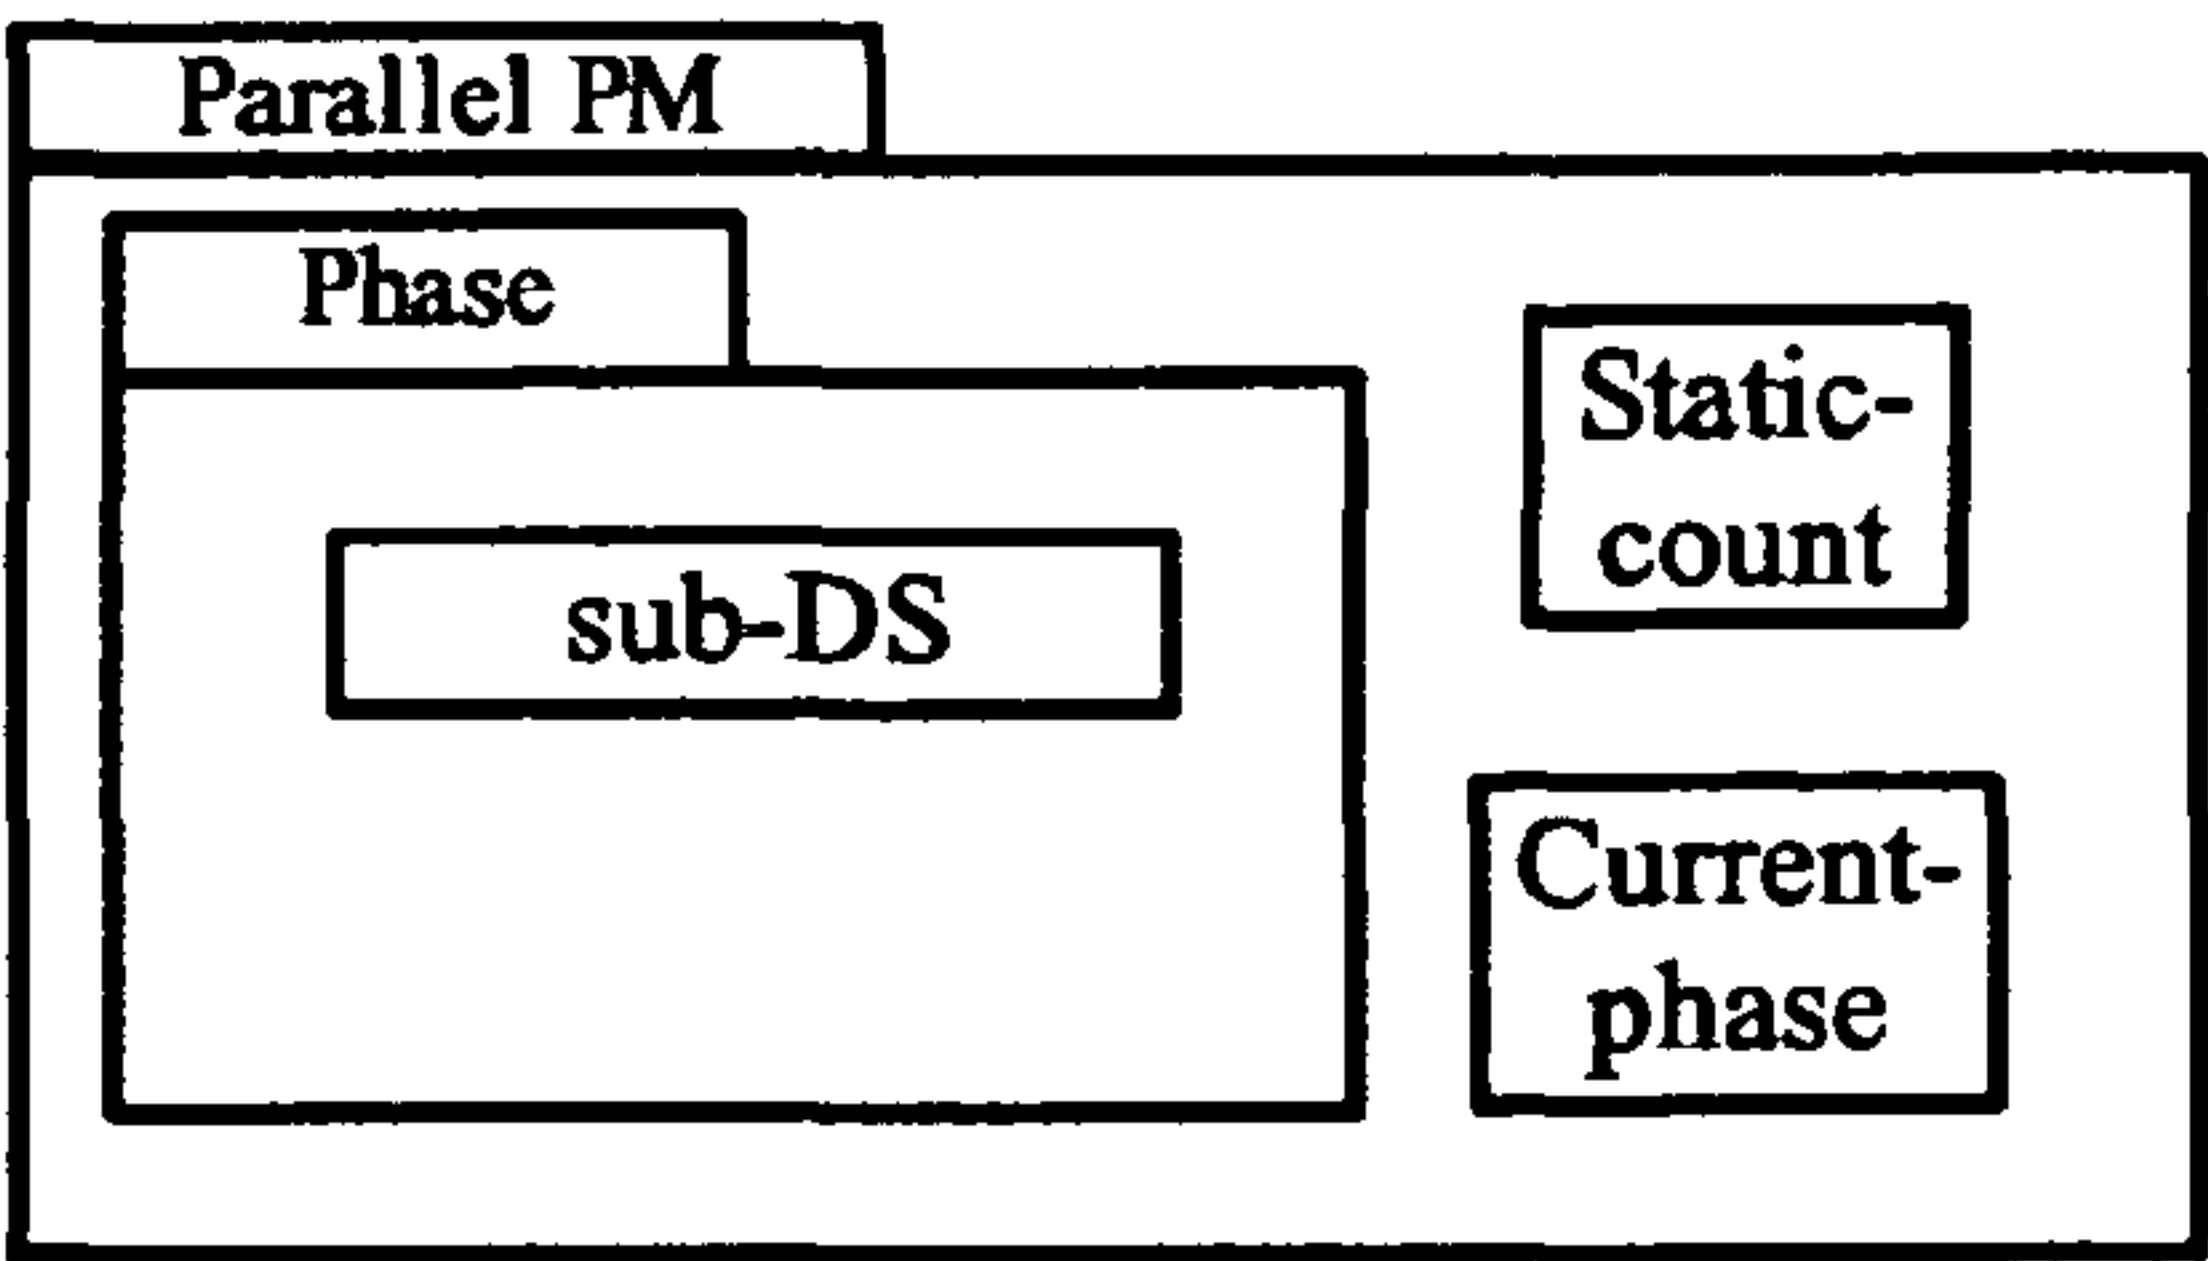 Parallel PM
Phase
sub-DS
Static-
count
Current-
phase